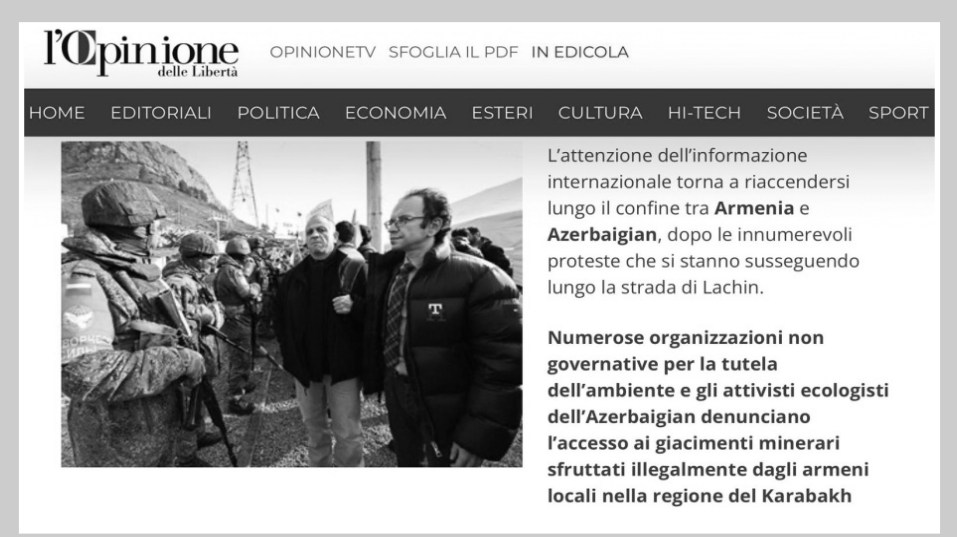 l'Opinione
delle Libertà
OPINIONETV SFOGLIA IL PDF IN EDICOLA
HOME EDITORIALI POLITICA ECONOMIA ESTERI CULTURA HI-TECH SOCIETÀ SPORT
L'attenzione dell'informazione
internazionale torna a riaccendersi
lungo il confine tra Armenia e
Azerbaigian, dopo le innumerevoli
proteste che si stanno susseguendo
lungo la strada di Lachin.
Numerose organizzazioni non
governative per la tutela
dell'ambiente e gli attivisti ecologisti
dell'Azerbaigian denunciano
l'accesso ai giacimenti minerari
sfruttati illegalmente dagli armeni
locali nella regione del Karabakh